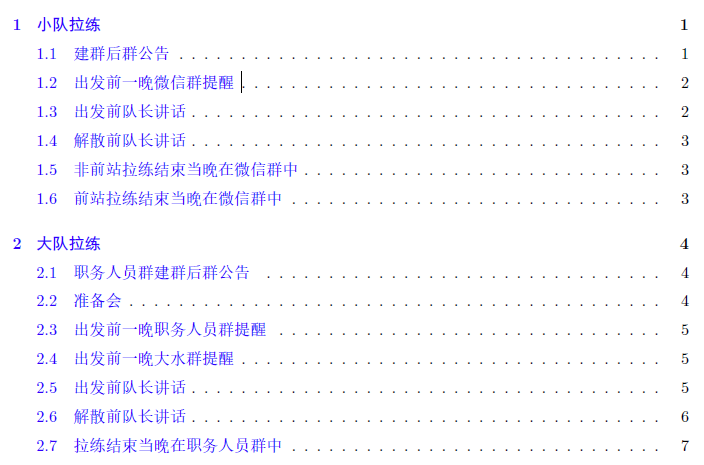 1 小队拉练 1
1.1 建群后群公告 . . . . . . . . . . . . . . . . . . . . . . . . . . . . . . . . . . . . . . . 1
1.2 出发前一晚微信群提醒 . . . . . . . . . . . . . . . . . . . . . . . . . . . . . . . . . . 2
1.3 出发前队长讲话 . . . . . . . . . . . . . . . . . . . . . . . . . . . . . . . . . . . . . . 2
1.4 解散前队长讲话 . . . . . . . . . . . . . . . . . . . . . . . . . . . . . . . . . . . . . . 3
1.5 非前站拉练结束当晚在微信群中 . . . . . . . . . . . . . . . . . . . . . . . . . . . . . 3
1.6 前站拉练结束当晚在微信群中 . . . . . . . . . . . . . . . . . . . . . . . . . . . . . . 3
2 大队拉练 4
2.1 职务人员群建群后群公告 . . . . . . . . . . . . . . . . . . . . . . . . . . . . . . . . 4
2.2 准备会 . . . . . . . . . . . . . . . . . . . . . . . . . . . . . . . . . . . . . . . . . . . 4
2.3 出发前一晚职务人员群提醒 . . . . . . . . . . . . . . . . . . . . . . . . . . . . . . . 5
2.4 出发前一晚大水群提醒 . . . . . . . . . . . . . . . . . . . . . . . . . . . . . . . . . . 5
2.5 出发前队长讲话 . . . . . . . . . . . . . . . . . . . . . . . . . . . . . . . . . . . . . . 5
2.6 解散前队长讲话 . . . . . . . . . . . . . . . . . . . . . . . . . . . . . . . . . . . . . . 6
2.7 拉练结束当晚在职务人员群中 . . . . . . . . . . . . . . . . . . . . . . . . . . . . . . 7